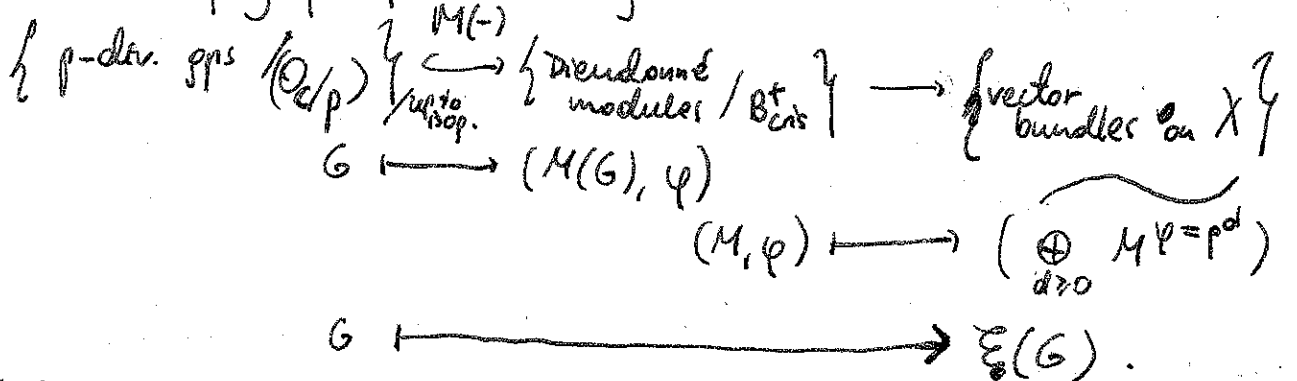 { p-div. gps /(O_C/p) }/up to isog. M(-) ↪ { Dieudonné modules / B⁺_cris } → { vector bundles on X }
G ↦ (M(G), φ)
(M, φ) ↦ ( ⊕_{d≥0} M^{φ=p^d} )
G ↦ ξ(G).